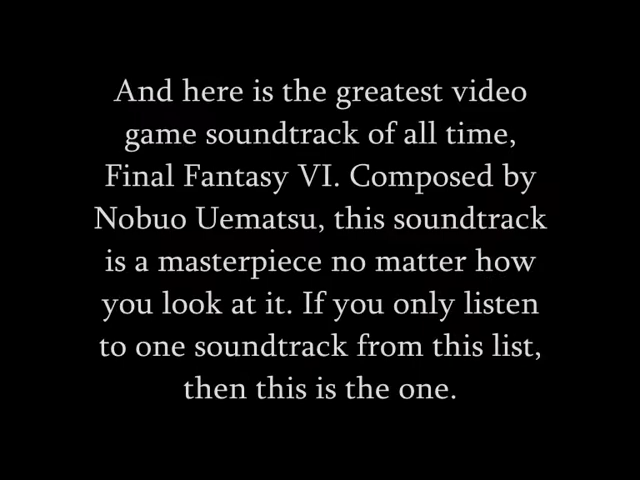 And here is the greatest video
game soundtrack of all time,
Final Fantasy VI. Composed by
Nobuo Uematsu, this soundtrack
is a masterpiece no matter how
you look at it. If you only listen
to one soundtrack from this list,
then this is the one.